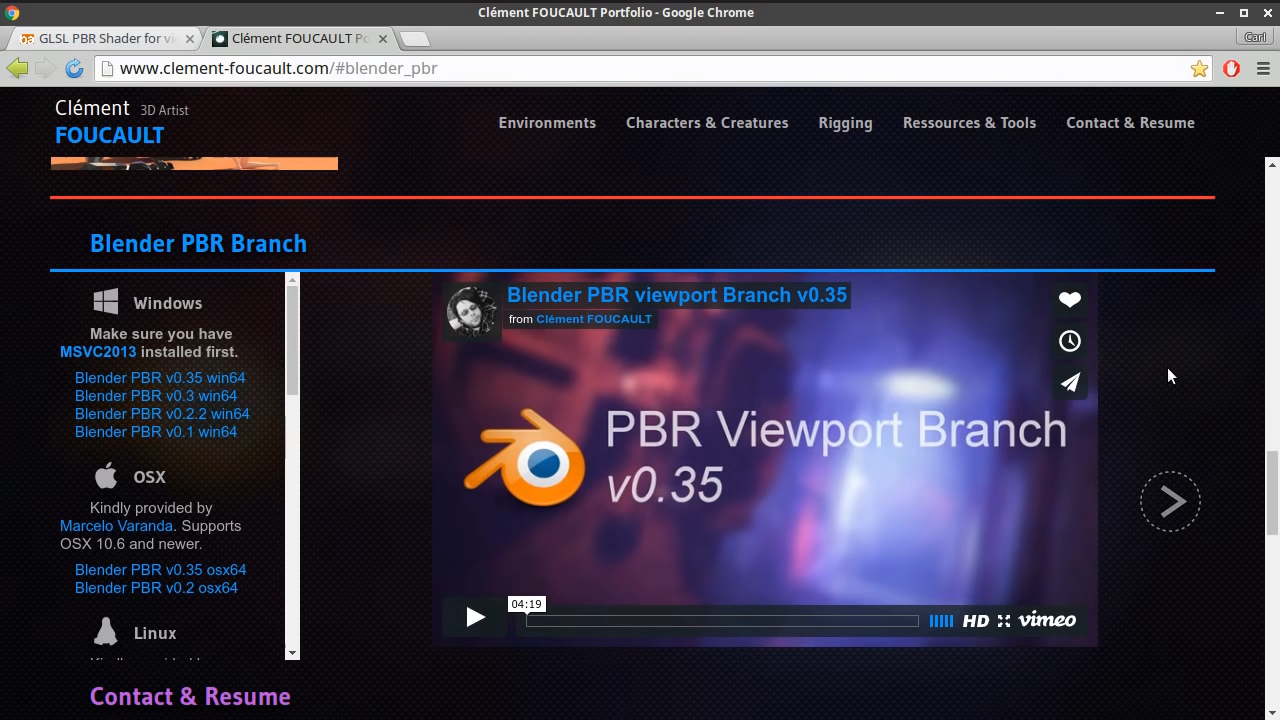 Clément FOUCAULT Portfolio - Google Chrome
GLSL PBR Shader for vi
Clément FOUCAULT Po
Carl
www.clement-foucault.com/#blender_pbr
Clément 3D Artist
FOUCAULT
Environments Characters & Creatures Rigging Ressources & Tools Contact & Resume
Blender PBR Branch
Windows
Make sure you have
MSVC2013 installed first.
Blender PBR v0.35 win64
Blender PBR v0.3 win64
Blender PBR v0.2.2 win64
Blender PBR v0.1 win64
OSX
Kindly provided by
Marcelo Varanda. Supports
OSX 10.6 and newer.
Blender PBR v0.35 osx64
Blender PBR v0.2 osx64
Linux
Blender PBR viewport Branch v0.35
from Clément FOUCAULT
PBR Viewport Branch
v0.35
04:19
HD vimeo
Contact & Resume